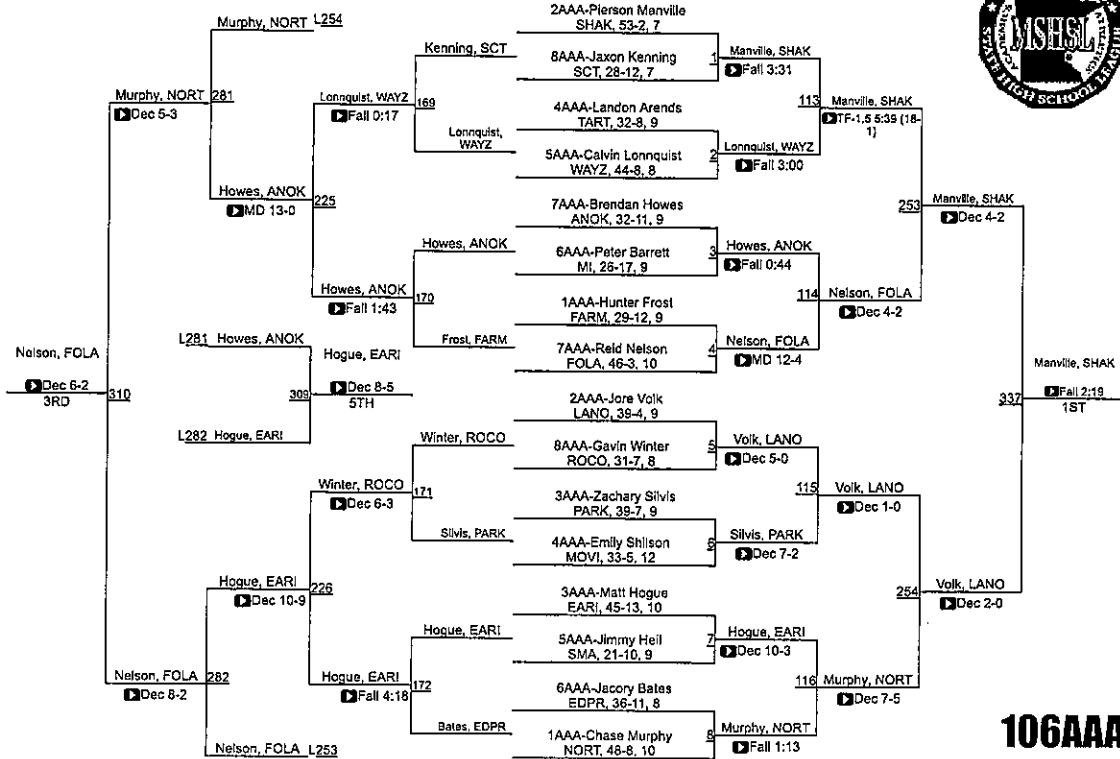 MSHSL
STATE HIGH SCHOOL LEAGUE
Murphy, NORT L254
Murphy, NORT 281
Dec 5-3
Howes, ANOK
MD 13-0
Lonnquist, WAYZ 169
Fall 0:17
225
Howes, ANOK 170
Fall 1:43
Kenning, SCT
Lonnquist,
WAYZ
Howes, ANOK
Frost, FARM
L281 Howes, ANOK
Hogue, EARI
309
Dec 8-5
5TH
L282 Hogue, EARI
Nelson, FOLA
Dec 6-2
3RD
310
Winter, ROCO
Winter, ROCO 171
Dec 6-3
Silvis, PARK
Hogue, EARI 226
Dec 10-9
Hogue, EARI
Hogue, EARI 172
Fall 4:18
Bates, EDPR
Nelson, FOLA 282
Dec 8-2
Nelson, FOLA L253
2AAA-Pierson Manville
SHAK, 53-2, 7
8AAA-Jaxon Kenning
SCT, 28-12, 7
4AAA-Landon Arends
TART, 32-8, 9
5AAA-Calvin Lonnquist
WAYZ, 44-8, 8
7AAA-Brendan Howes
ANOK, 32-11, 9
6AAA-Peter Barrett
MI, 26-17, 9
1AAA-Hunter Frost
FARM, 29-12, 9
7AAA-Reid Nelson
FOLA, 46-3, 10
2AAA-Jore Volk
LANO, 39-4, 9
8AAA-Gavin Winter
ROCO, 31-7, 8
3AAA-Zachary Silvis
PARK, 39-7, 9
4AAA-Emily Shilson
MOVI, 33-5, 12
3AAA-Matt Hogue
EARI, 45-13, 10
5AAA-Jimmy Heil
SMA, 21-10, 9
6AAA-Jacory Bates
EDPR, 36-11, 8
1AAA-Chase Murphy
NORT, 48-8, 10
1 Manville, SHAK
Fall 3:31
2 Lonnquist, WAYZ
Fall 3:00
3 Howes, ANOK
Fall 0:44
4 Nelson, FOLA
MD 12-4
5 Volk, LANO
Dec 5-0
6 Silvis, PARK
Dec 7-2
7 Hogue, EARI
Dec 10-3
8 Murphy, NORT
Fall 1:13
113 Manville, SHAK
TF-1.5 5:39 (18-
1)
114 Nelson, FOLA
Dec 4-2
115 Volk, LANO
Dec 1-0
116 Murphy, NORT
Dec 7-5
253 Manville, SHAK
Dec 4-2
254 Volk, LANO
Dec 2-0
Manville, SHAK
337
Fall 2:19
1ST
106AAA